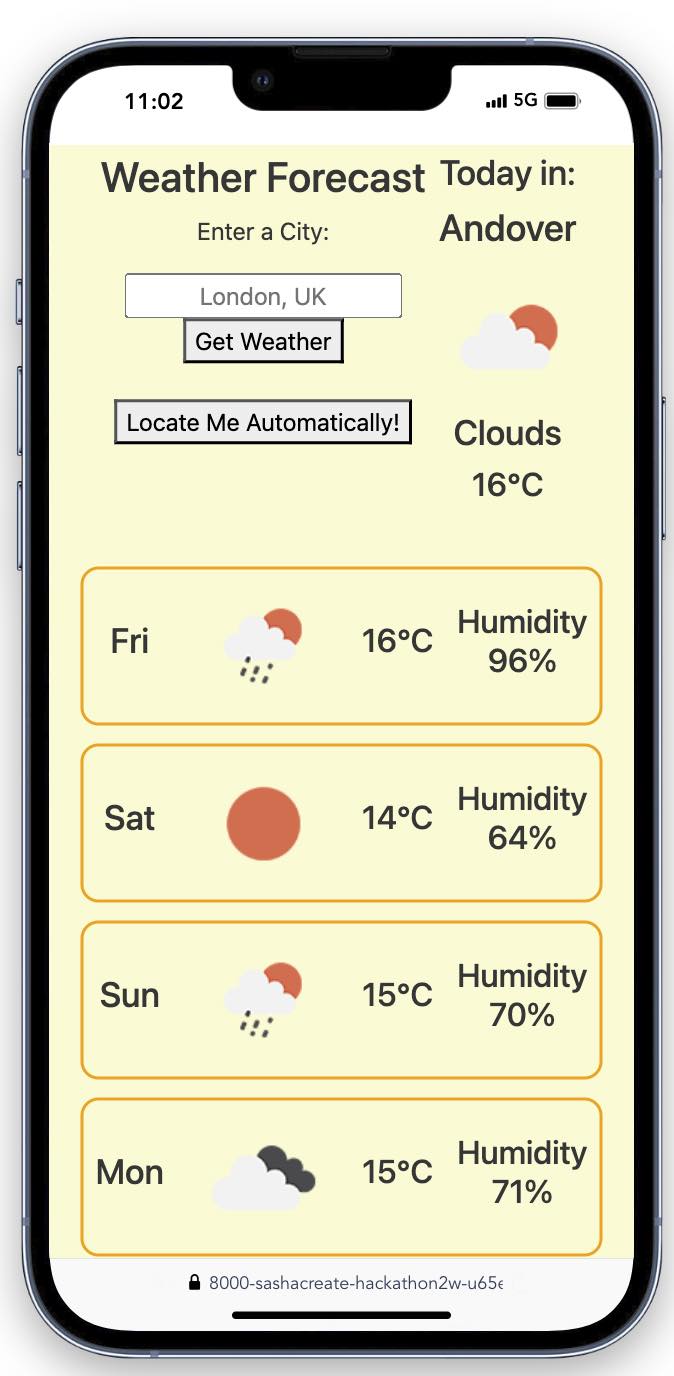 11:02
5G
Weather Forecast
Enter a City:
London, UK
Get Weather
Locate Me Automatically!
Today in:
Andover
Clouds
16°C
Fri
16°C
Humidity
96%
Sat
14°C
Humidity
64%
Sun
15°C
Humidity
70%
Mon
15°C
Humidity
71%
8000-sashacreate-hackathon2w-u65